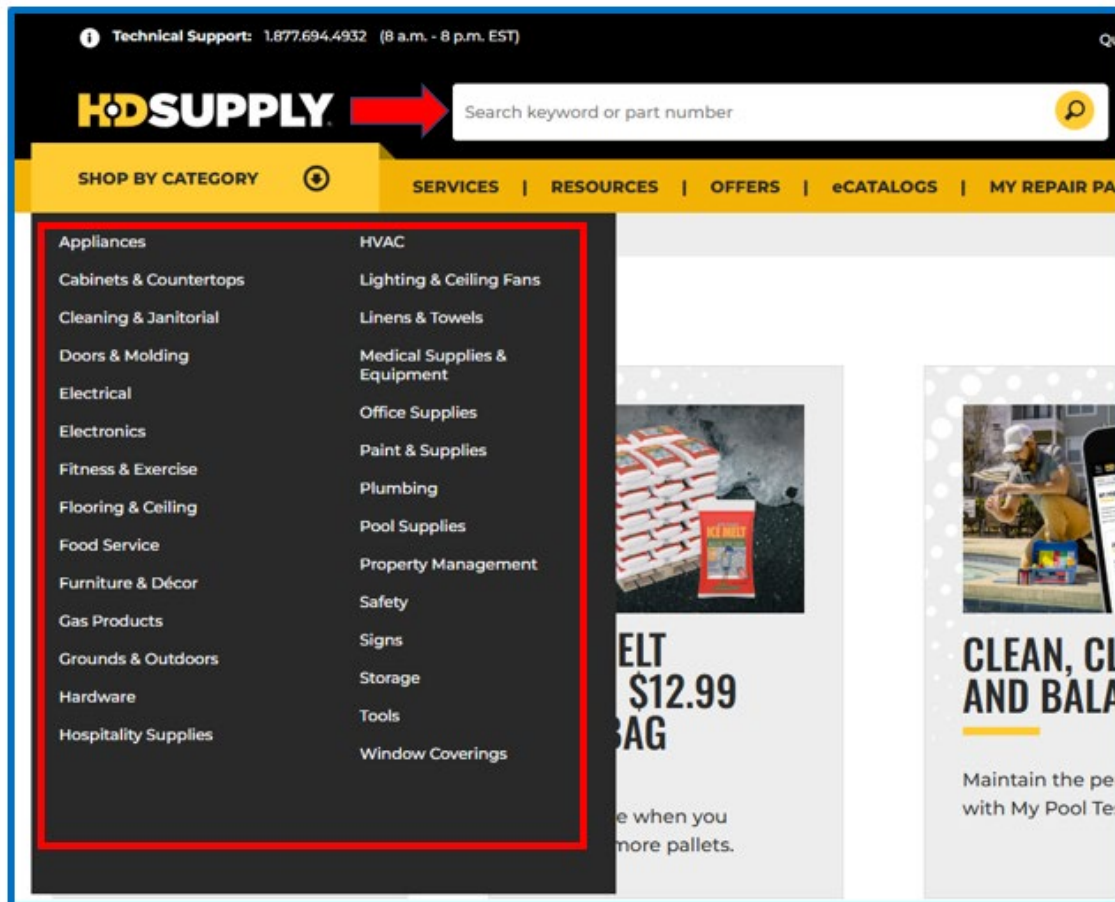 Technical Support: 1.877.694.4932 (8 a.m. - 8 p.m. EST)
HDSUPPLY
Search keyword or part number
SHOP BY CATEGORY
SERVICES | RESOURCES | OFFERS | eCATALOGS | MY REPAIR
Appliances
Cabinets & Countertops
Cleaning & Janitorial
Doors & Molding
Electrical
Electronics
Fitness & Exercise
Flooring & Ceiling
Food Service
Furniture & Décor
Gas Products
Grounds & Outdoors
Hardware
Hospitality Supplies
HVAC
Lighting & Ceiling Fans
Linens & Towels
Medical Supplies &
Equipment
Office Supplies
Paint & Supplies
Plumbing
Pool Supplies
Property Management
Safety
Signs
Storage
Tools
Window Coverings
ICE MELT
$12.99
when you
more pallets.
CLEAN,
AND
Maintain the
with My Pool